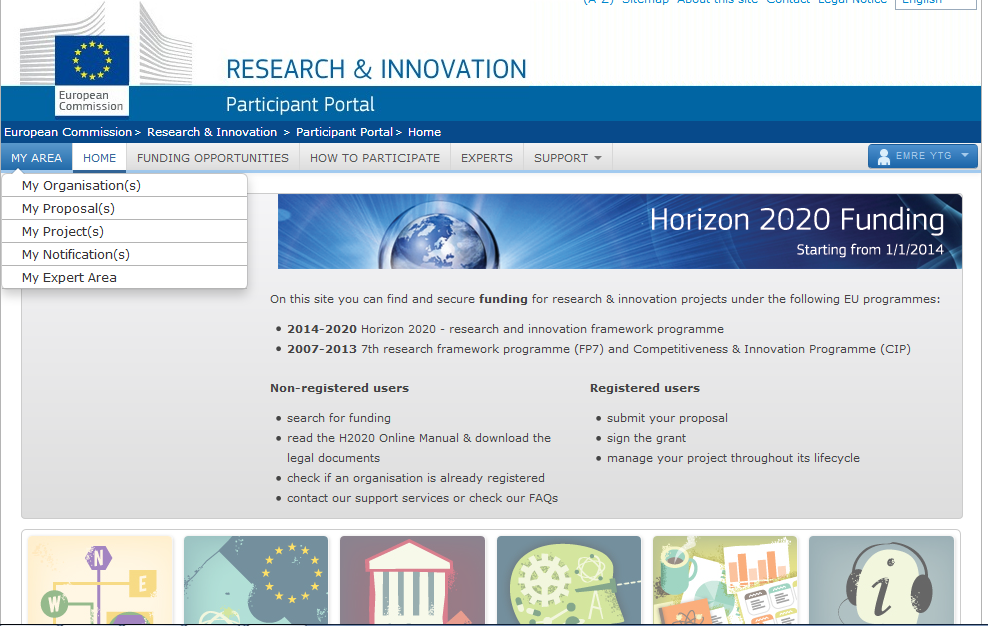 (A-Z) Sitemap About this site Contact Legal Notice English
RESEARCH & INNOVATION
European
Commission
Participant Portal
European Commission > Research & Innovation > Participant Portal > Home
MY AREA HOME FUNDING OPPORTUNITIES HOW TO PARTICIPATE EXPERTS SUPPORT EMRE YTG
My Organisation(s)
My Proposal(s)
My Project(s)
My Notification(s)
My Expert Area
Horizon 2020 Funding
Starting from 1/1/2014
On this site you can find and secure funding for research & innovation projects under the following EU programmes:
• 2014-2020 Horizon 2020 - research and innovation framework programme
• 2007-2013 7th research framework programme (FP7) and Competitiveness & Innovation Programme (CIP)
Non-registered users
• search for funding
• read the H2020 Online Manual & download the
legal documents
• check if an organisation is already registered
• contact our support services or check our FAQs
Registered users
• submit your proposal
• sign the grant
• manage your project throughout its lifecycle
N
E
W
A
i